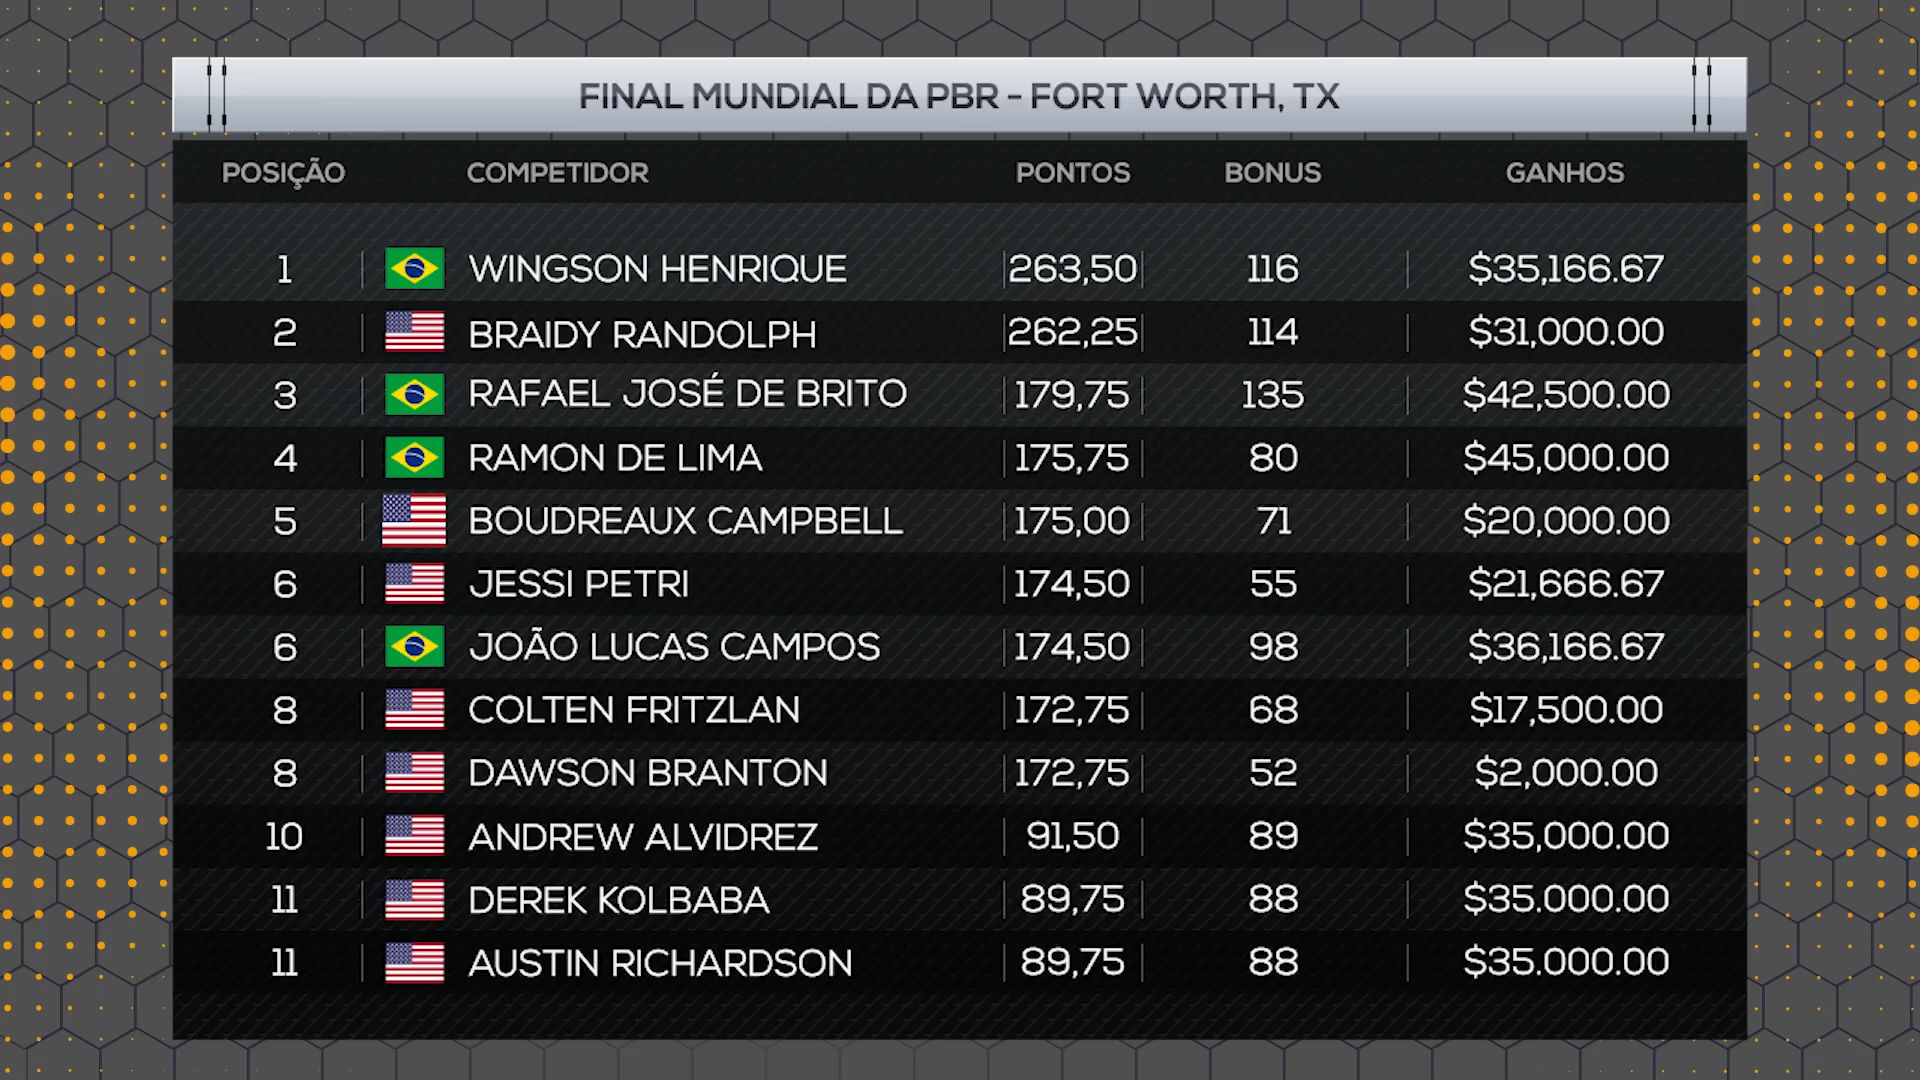 FINAL MUNDIAL DA PBR - FORT WORTH, TX
POSIÇÃO COMPETIDOR PONTOS BONUS GANHOS
1 WINGSON HENRIQUE 263,50 116 $35,166.67
2 BRAIDY RANDOLPH 262,25 114 $31,000.00
3 RAFAEL JOSÉ DE BRITO 179,75 135 $42,500.00
4 RAMON DE LIMA 175,75 80 $45,000.00
5 BOUDREAUX CAMPBELL 175,00 71 $20,000.00
6 JESSI PETRI 174,50 55 $21,666.67
6 JOÃO LUCAS CAMPOS 174,50 98 $36,166.67
8 COLTEN FRITZLAN 172,75 68 $17,500.00
8 DAWSON BRANTON 172,75 52 $2,000.00
10 ANDREW ALVIDREZ 91,50 89 $35,000.00
11 DEREK KOLBABA 89,75 88 $35.000.00
11 AUSTIN RICHARDSON 89,75 88 $35.000.00